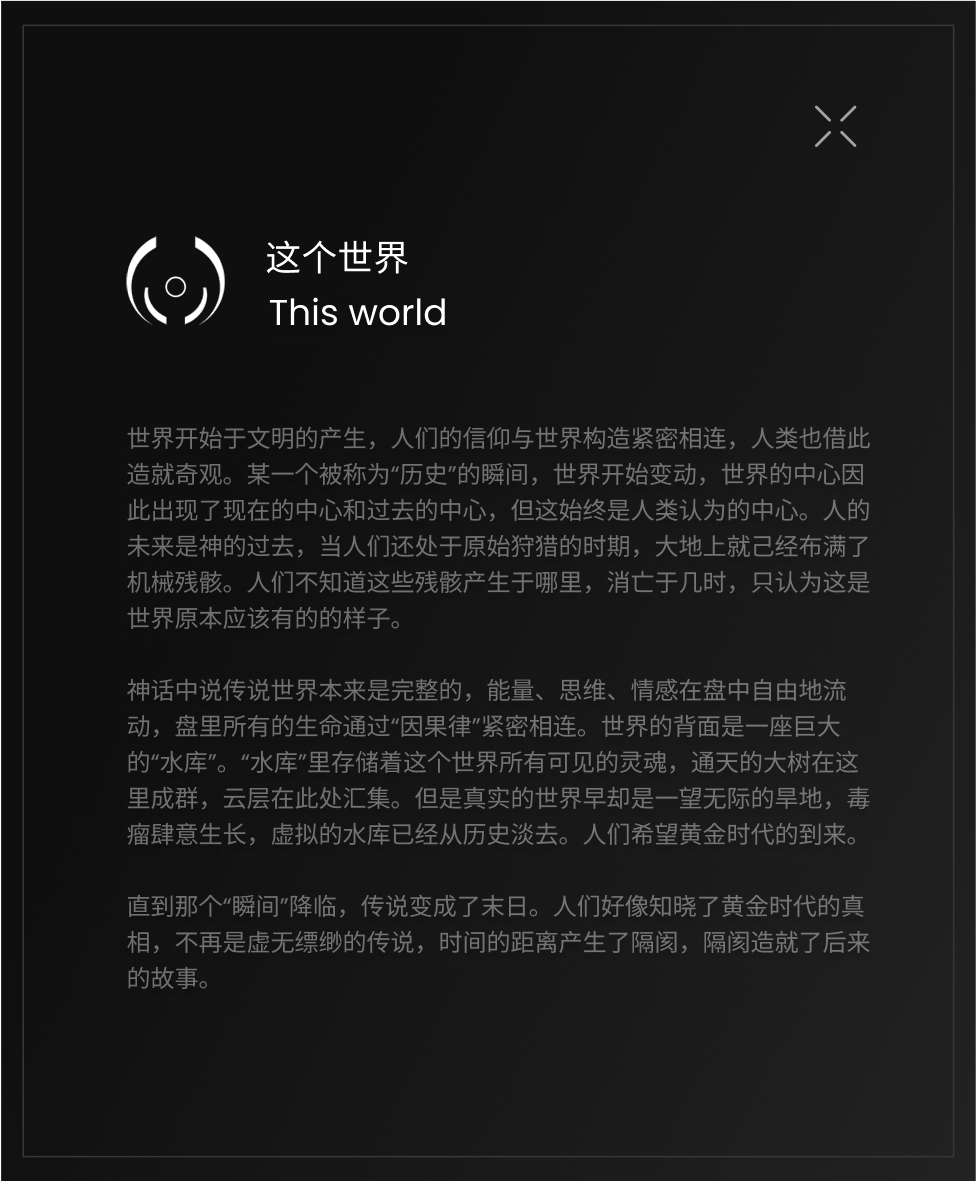 这个世界
This world
世界开始于文明的产生，人们的信仰与世界构造紧密相连，人类也借此
造就奇观。某一个被称为“历史”的瞬间，世界开始变动，世界的中心因
此出现了现在的中心和过去的中心，但这始终是人类认为的中心。人的
未来是神的过去，当人们还处于原始狩猎的时期，大地上就己经布满了
机械残骸。人们不知道这些残骸产生于哪里，消亡于几时，只认为这是
世界原本应该有的的样子。
神话中说传说世界本来是完整的，能量、思维、情感在盘中自由地流
动，盘里所有的生命通过“因果律”紧密相连。世界的背面是一座巨大
的“水库”。“水库”里存储着这个世界所有可见的灵魂，通天的大树在这
里成群，云层在此处汇集。但是真实的世界早却是一望无际的旱地，毒
瘤肆意生长，虚拟的水库已经从历史淡去。人们希望黄金时代的到来。
直到那个“瞬间”降临，传说变成了末日。人们好像知晓了黄金时代的真
相，不再是虚无缥缈的传说，时间的距离产生了隔阂，隔阂造就了后来
的故事。